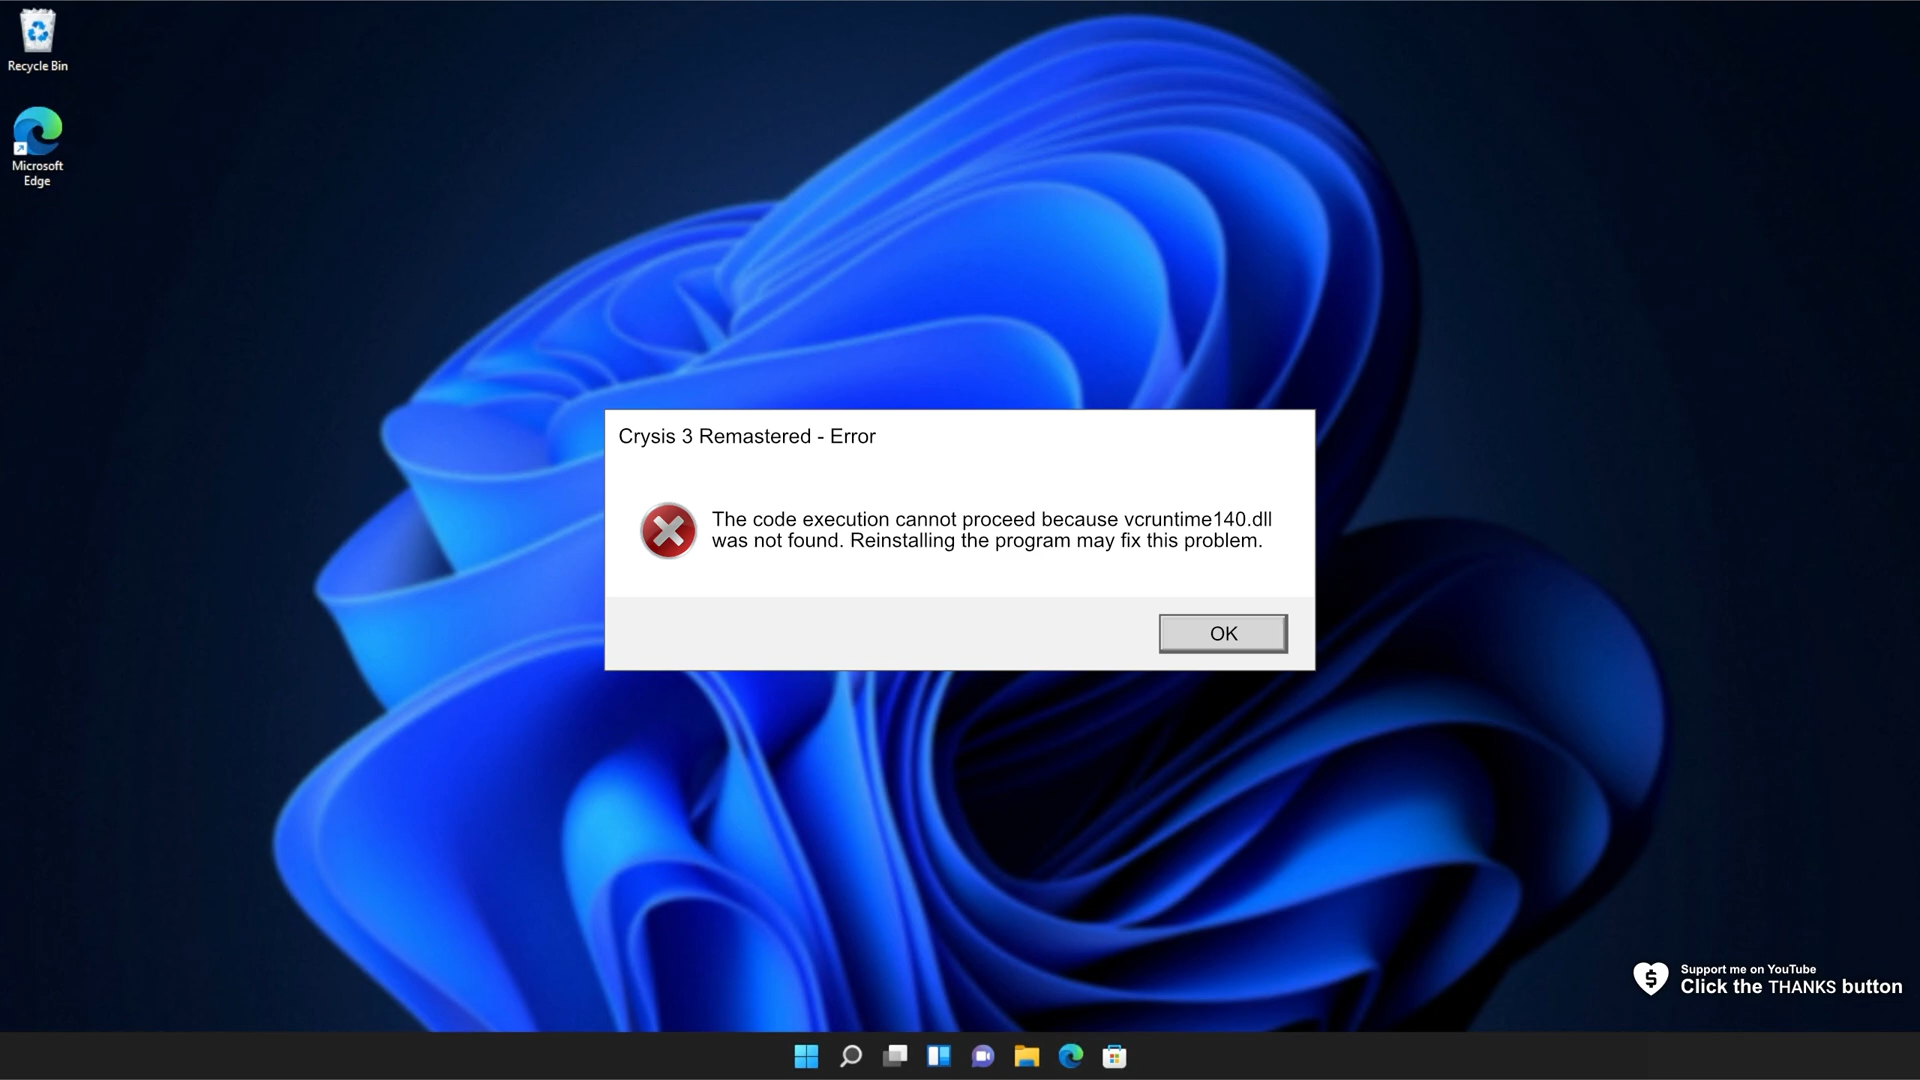 Recycle Bin
Microsoft
Edge
Crysis 3 Remastered - Error
The code execution cannot proceed because vcruntime140.dll
was not found. Reinstalling the program may fix this problem.
OK
Support me on YouTube
Click the THANKS button